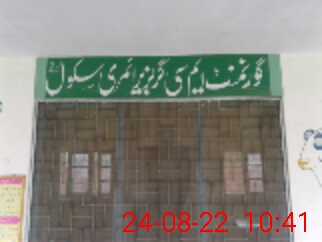 گورنمنٹ ایم سی گرلز پرائمری سکول
24-08-22 10:41